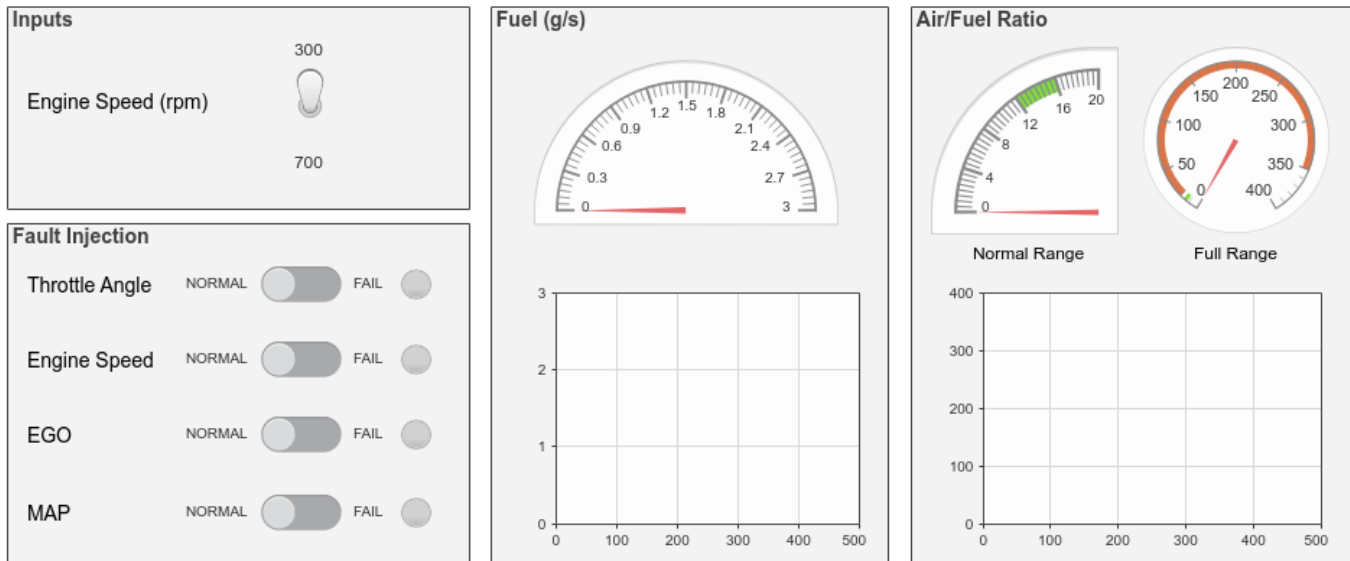 Inputs
300
Engine Speed (rpm)
700
Fault Injection
Throttle Angle NORMAL FAIL
Engine Speed NORMAL FAIL
EGO NORMAL FAIL
MAP NORMAL FAIL
Fuel (g/s)
0 0.3 0.6 0.9 1.2 1.5 1.8 2.1 2.4 2.7 3
3
2
1
0
0 100 200 300 400 500
Air/Fuel Ratio
0 4 8 12 16 20
Normal Range
0 50 100 150 200 250 300 350 400
Full Range
400
300
200
100
0
0 100 200 300 400 500